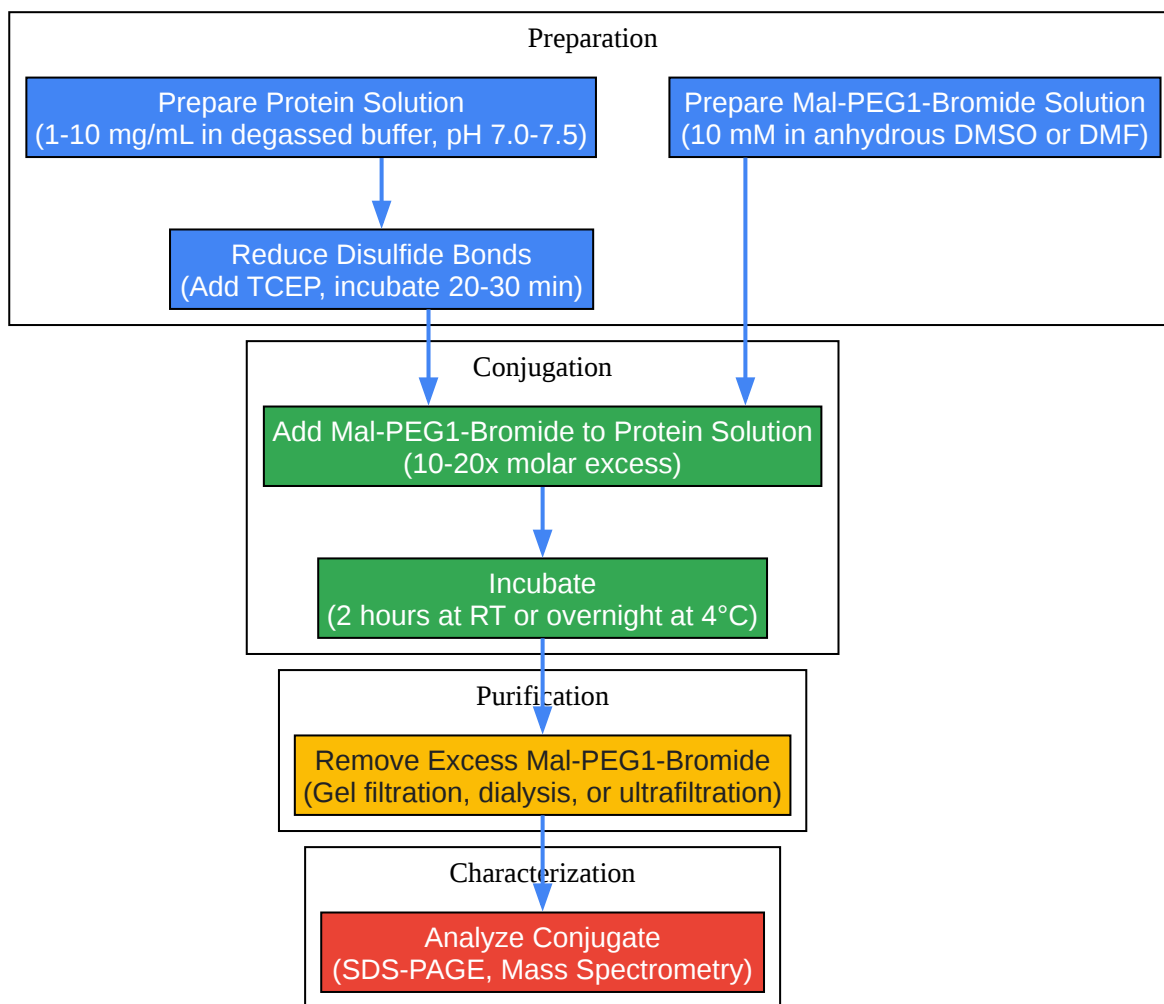 Preparation
Prepare Protein Solution
(1-10 mg/mL in degassed buffer, pH 7.0-7.5)
Prepare Mal-PEG1-Bromide Solution
(10 mM in anhydrous DMSO or DMF)
Reduce Disulfide Bonds
(Add TCEP, incubate 20-30 min)
Conjugation
Add Mal-PEG1-Bromide to Protein Solution
(10-20x molar excess)
Incubate
(2 hours at RT or overnight at 4°C)
Purification
Remove Excess Mal-PEG1-Bromide
(Gel filtration, dialysis, or ultrafiltration)
Characterization
Analyze Conjugate
(SDS-PAGE, Mass Spectrometry)